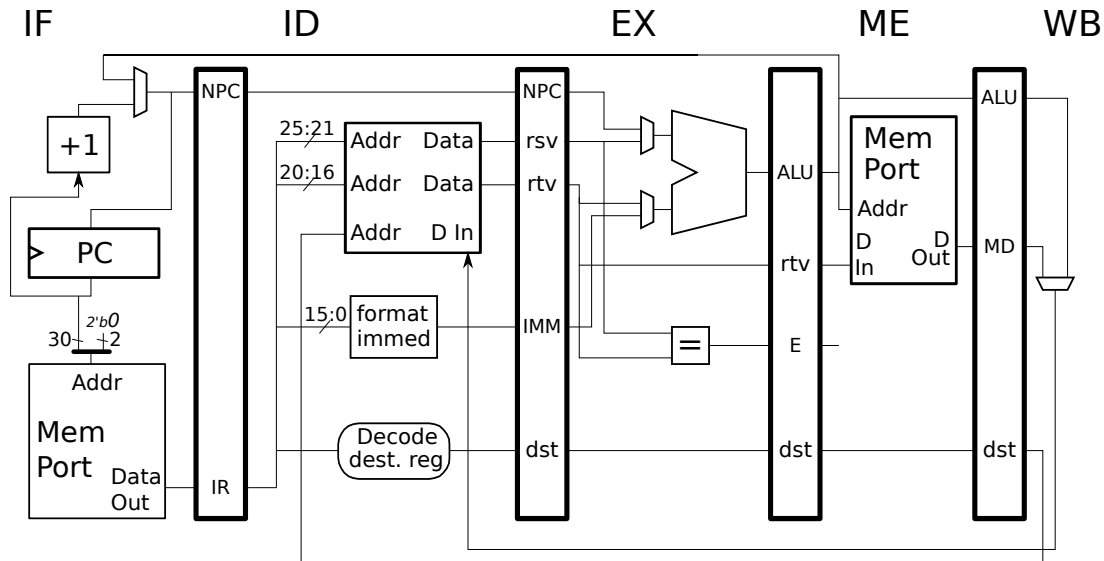 IF ID EX ME WB
NPC NPC ALU
+1
25:21 Addr Data rsv
20:16 Addr Data rtv
Addr D In
PC
15:0 format immed IMM
2'b0
30 2
Addr
Mem Port
Data Out
IR
Decode dest. reg
dst
=
ALU
rtv
E
dst
Mem Port
Addr
D In
D Out
MD
dst